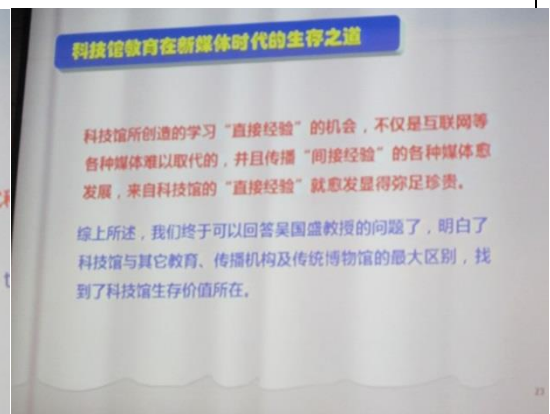 科技馆教育在新媒体时代的生存之道
科技馆所创造的学习“直接经验”的机会，不仅是互联网等
各种媒体难以取代的，并且传播“间接经验”的各种媒体愈
发展，来自科技馆的“直接经验”就愈发显得弥足珍贵。
综上所述，我们终于可以回答吴国盛教授的问题了，明白了
科技馆与其它教育、传播机构及传统博物馆的最大区别，找
到了科技馆生存价值所在。
23